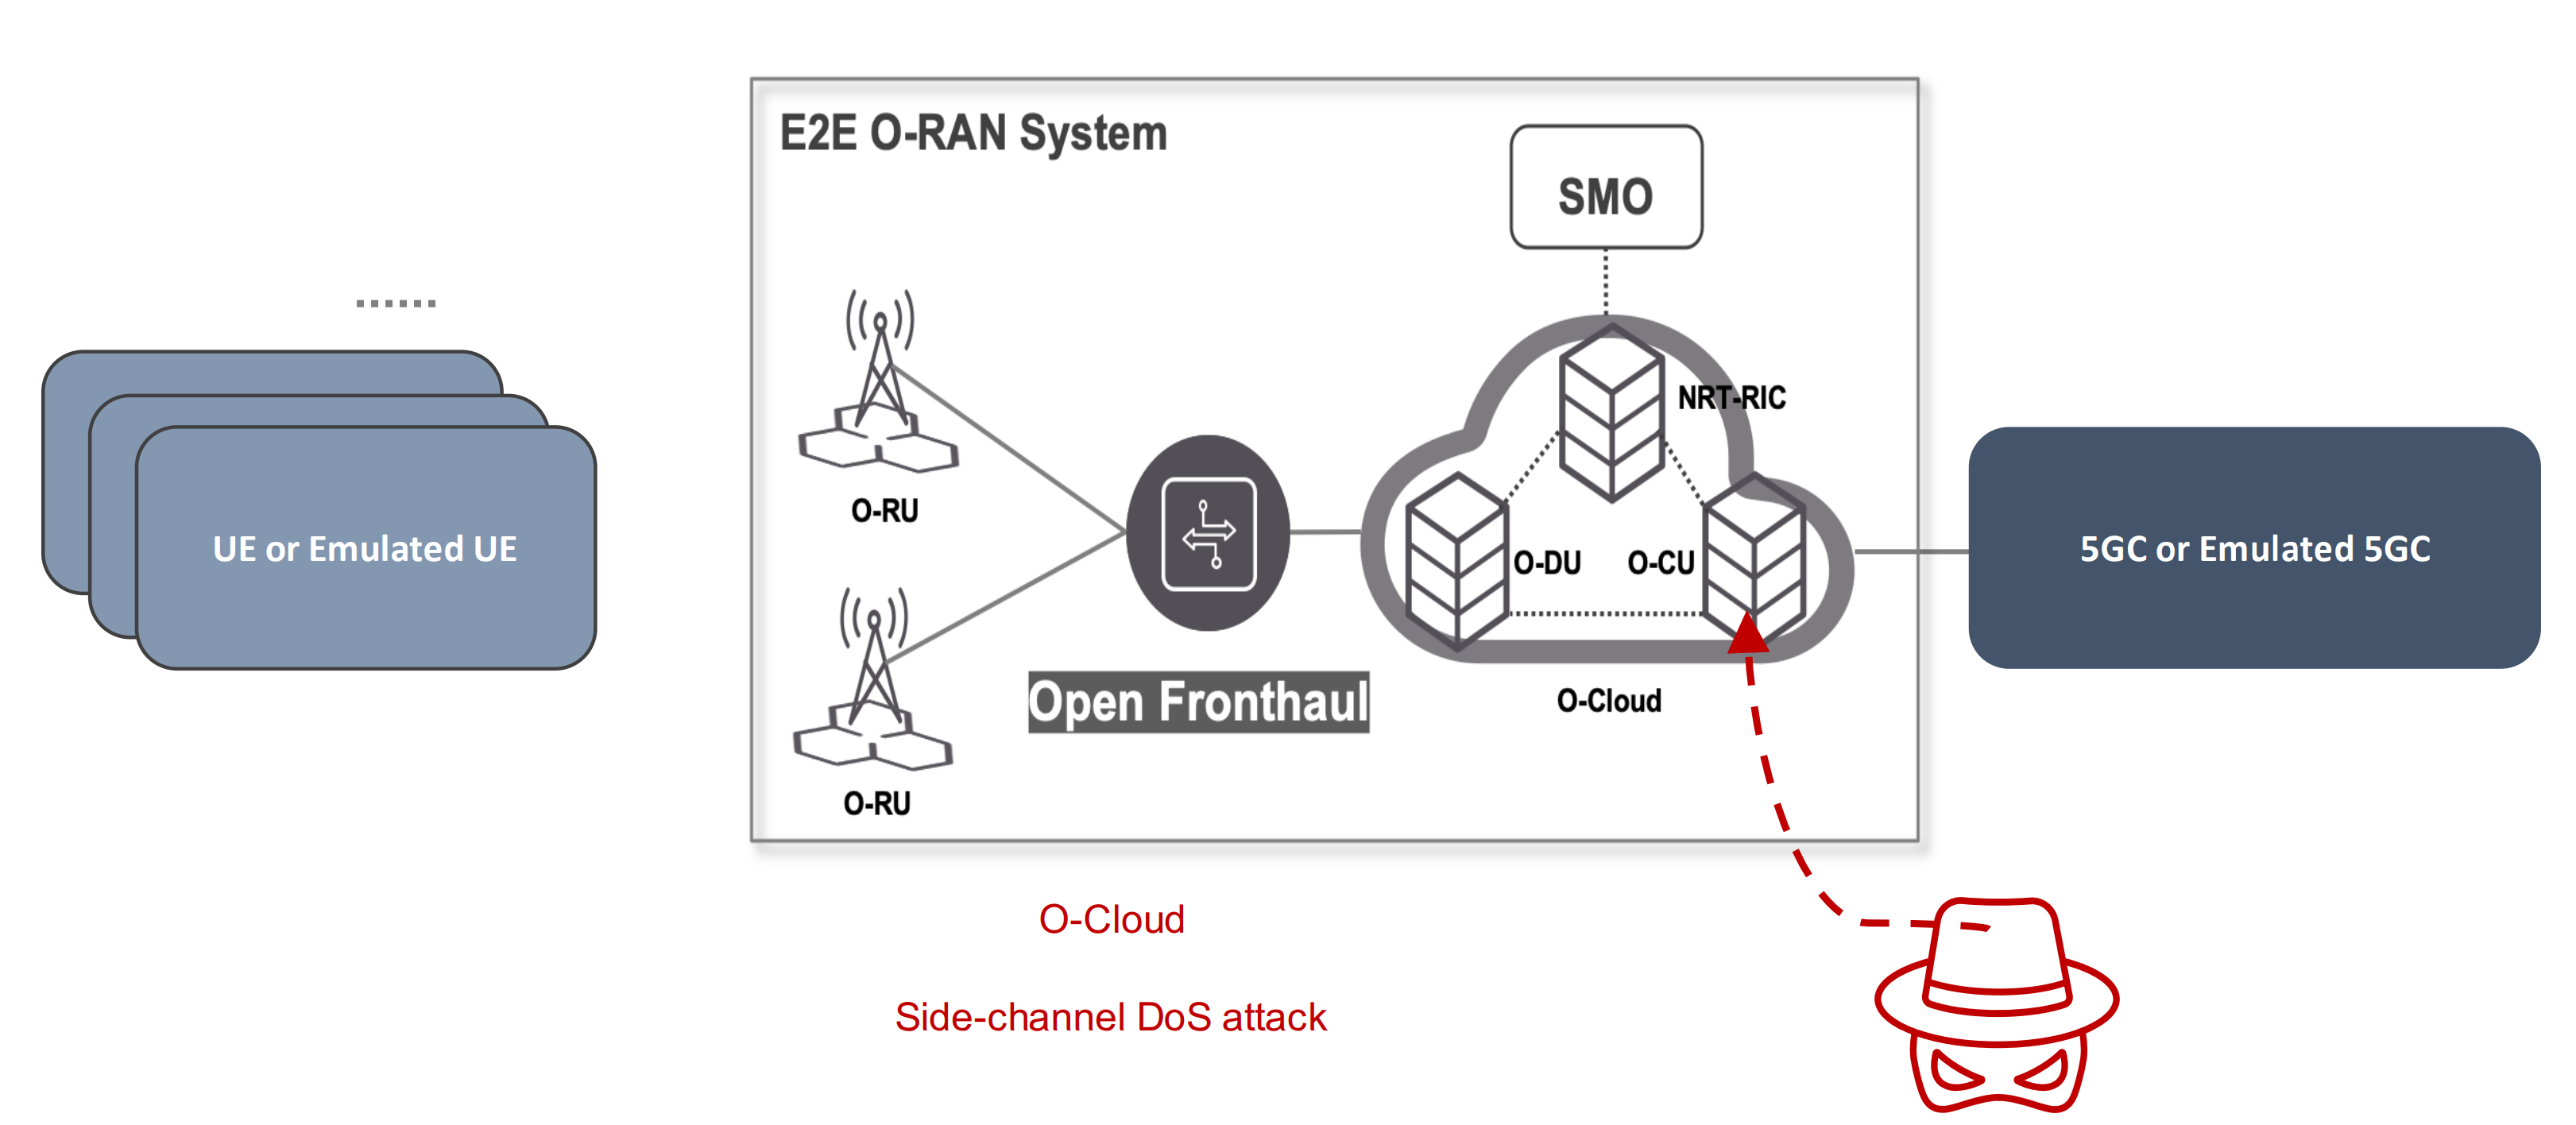 E2E O-RAN System
SMO
NRT-RIC
O-RU
UE or Emulated UE
O-DU
O-CU
5GC or Emulated 5GC
Open Fronthaul
O-Cloud
O-RU
O-Cloud
Side-channel DoS attack